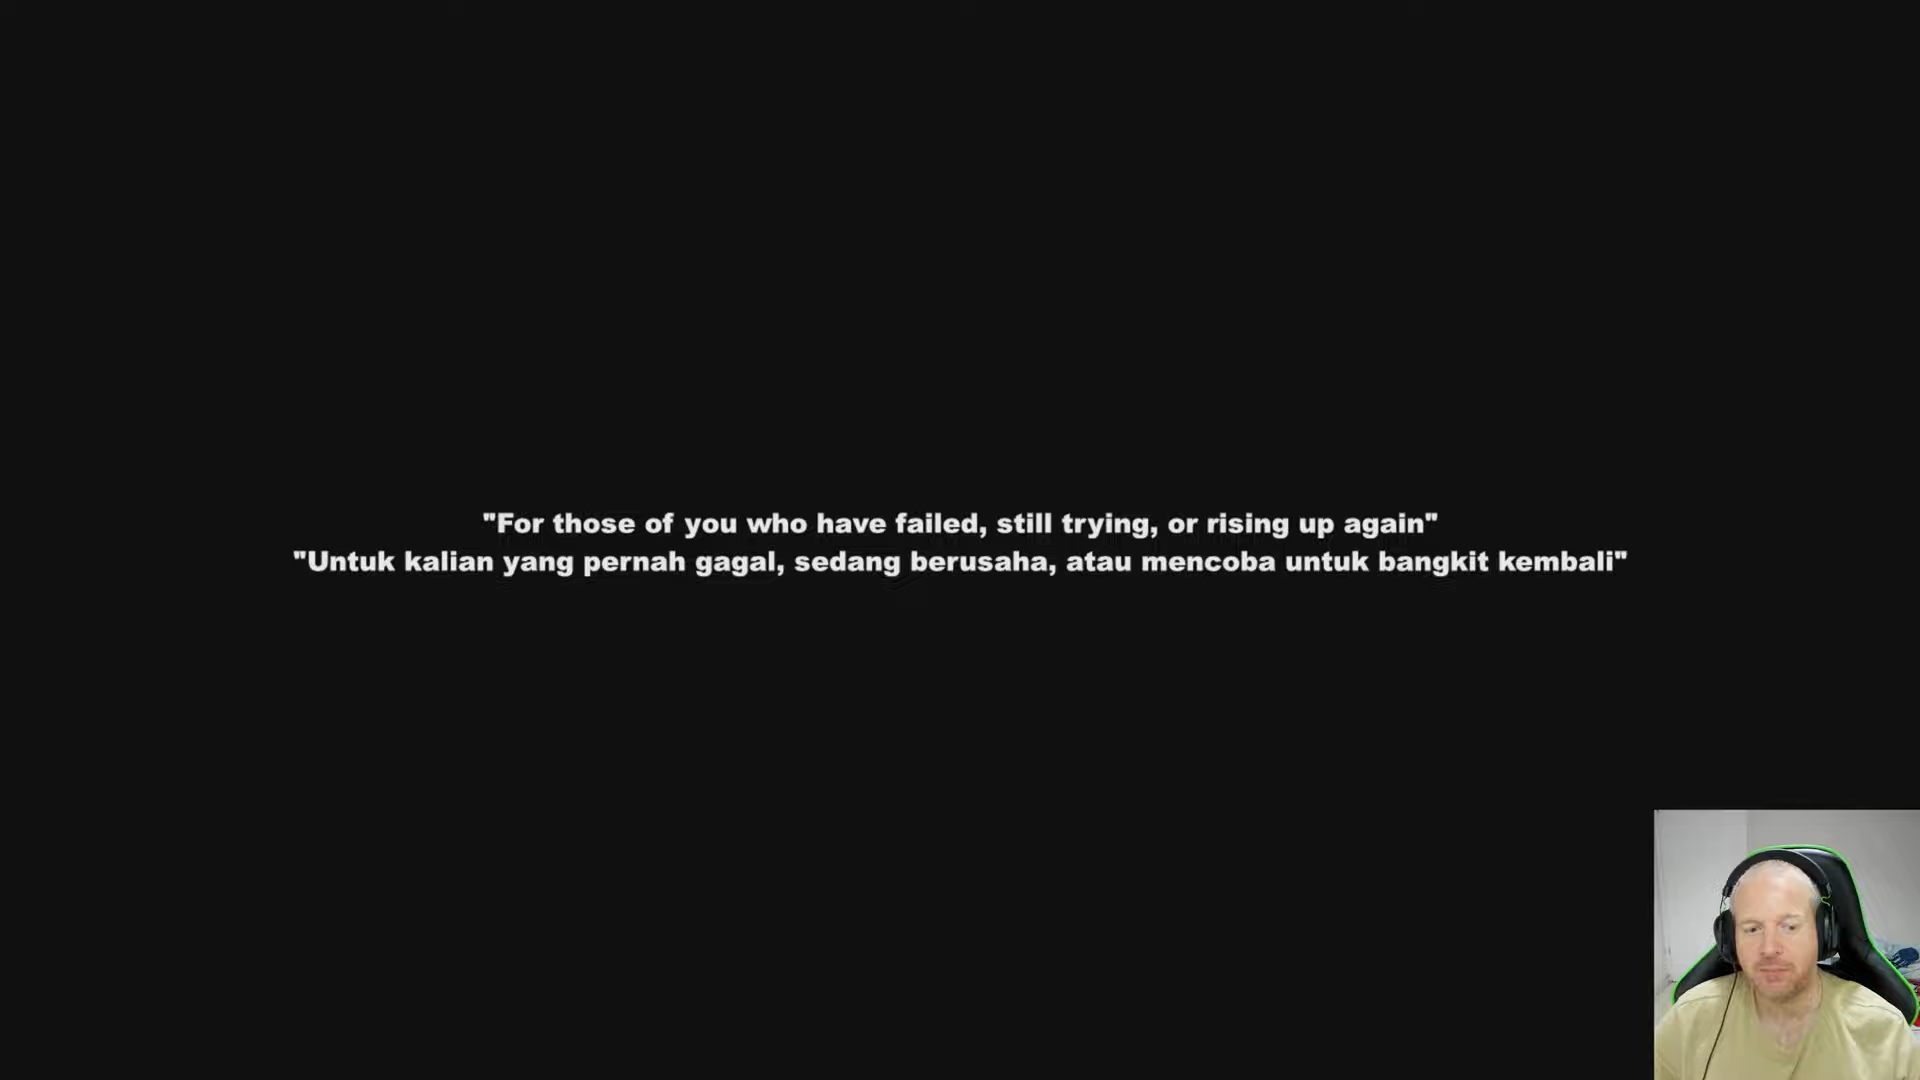 "For those of you who have failed, still trying, or rising up again"
"Untuk kalian yang pernah gagal, sedang berusaha, atau mencoba untuk bangkit kembali"